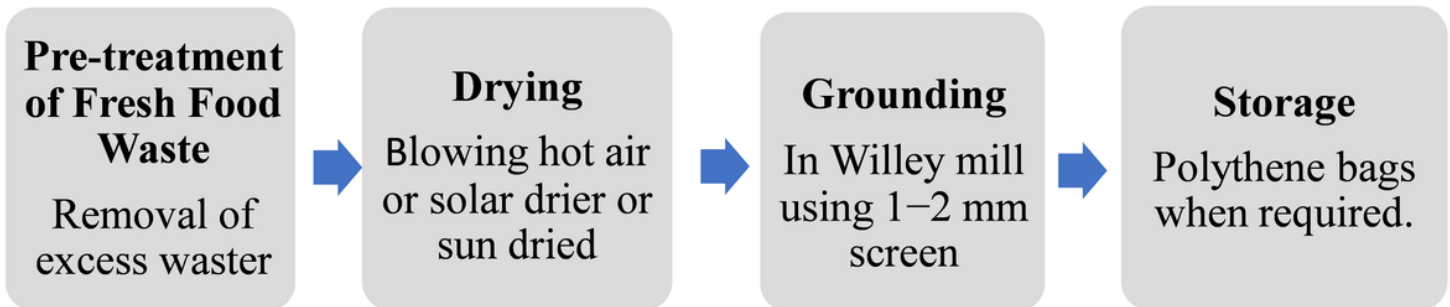 Pre-treatment
of Fresh Food
Waste
Removal of
excess waster
Drying
Blowing hot air
or solar drier or
sun dried
Grounding
In Willey mill
using 1−2 mm
screen
Storage
Polythene bags
when required.